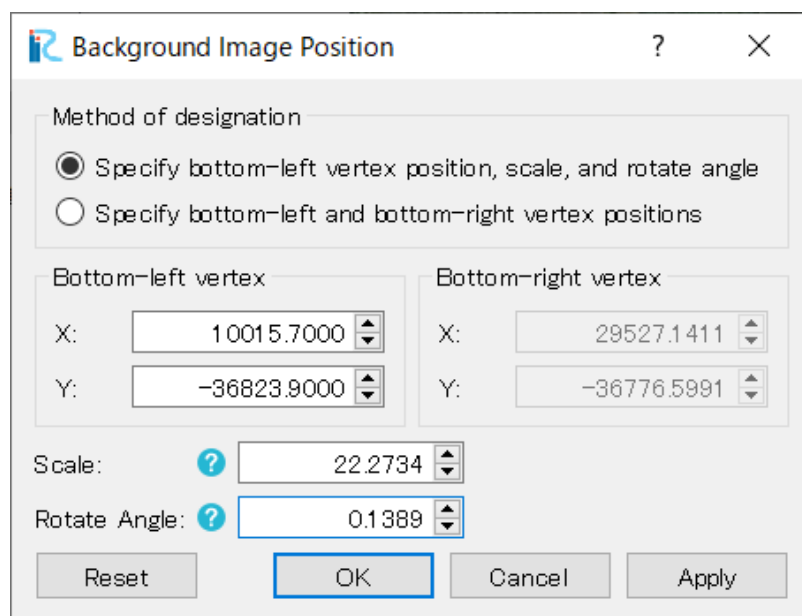 Background Image Position
Method of designation
Specify bottom-left vertex position, scale, and rotate angle
Specify bottom-left and bottom-right vertex positions
Bottom-left vertex
X: 10015.7000
Y: -36823.9000
Bottom-right vertex
X: 29527.1411
Y: -36776.5991
Scale: ? 22.2734
Rotate Angle: ? 0.1389
Reset OK Cancel Apply